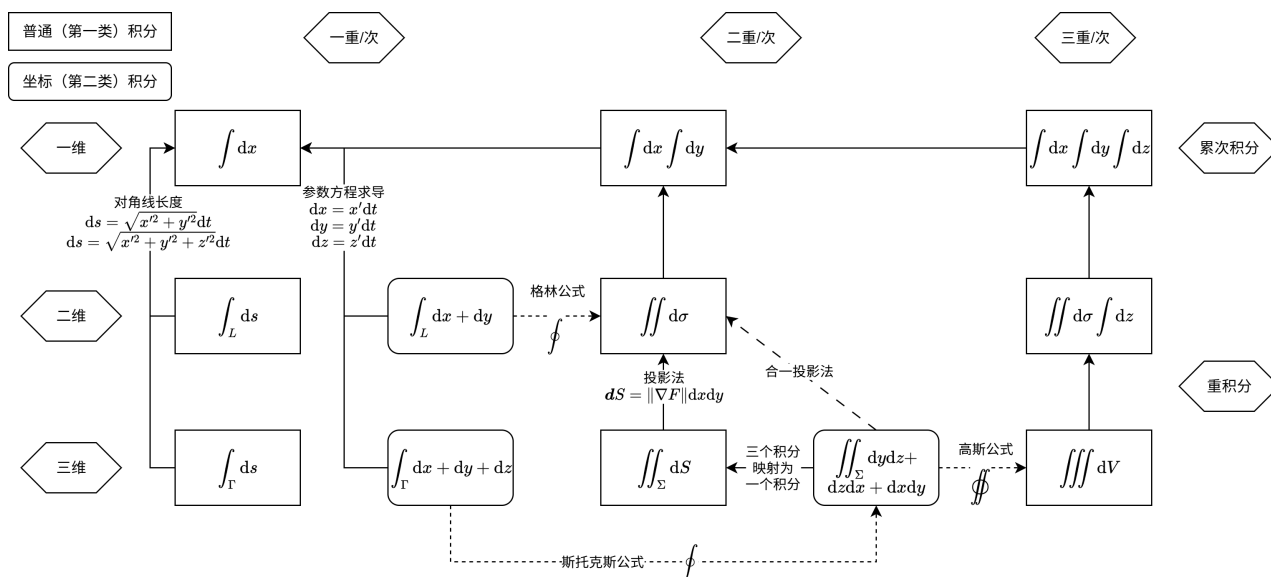 普通（第一类）积分
一重/次
二重/次
三重/次
坐标（第二类）积分
一维
∫ dx
∫ dx ∫ dy
∫ dx ∫ dy ∫ dz
累次积分
对角线长度
ds = √(x′² + y′²)dt
ds = √(x′² + y′² + z′²)dt
参数方程求导
dx = x′dt
dy = y′dt
dz = z′dt
二维
∫_L ds
∫_L dx + dy
格林公式
∮
∬ dσ
∬ dσ ∫ dz
投影法
dS = ‖∇F‖dxdy
合一投影法
重积分
三维
∫_Γ ds
∫_Γ dx + dy + dz
∬_Σ dS
三个积分
映射为
一个积分
∬_Σ dydz+
dzdx + dxdy
高斯公式
∯
∭ dV
斯托克斯公式 ∮